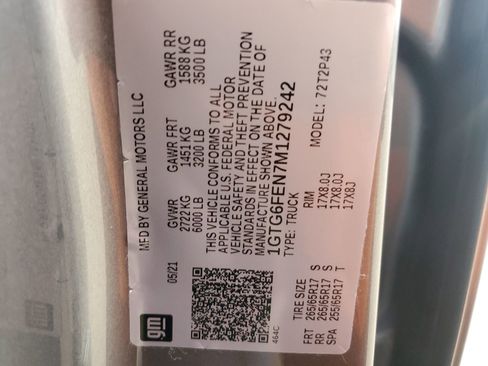 MFD BY GENERAL MOTORS LLC
05/21 GVWR GAWR FRT GAWR RR
2722KG 1451 KG 1588 KG
6000 LB 3200 LB 3500 LB
THIS VEHICLE CONFORMS TO ALL
APPLICABLE U.S. FEDERAL MOTOR
VEHICLE SAFETY AND THEFT PREVENTION
STANDARDS IN EFFECT ON THE DATE OF
MANUFACTURE SHOWN ABOVE.
1GTG6FEN7M1279242
TYPE: TRUCK MODEL: 72T2P43
gm
464C
TIRE SIZE RIM
FRT 265/65R17 S 17X8.0J
RR 265/65R17 S 17X8.0J
SPA 255/65R17 T 17X8J